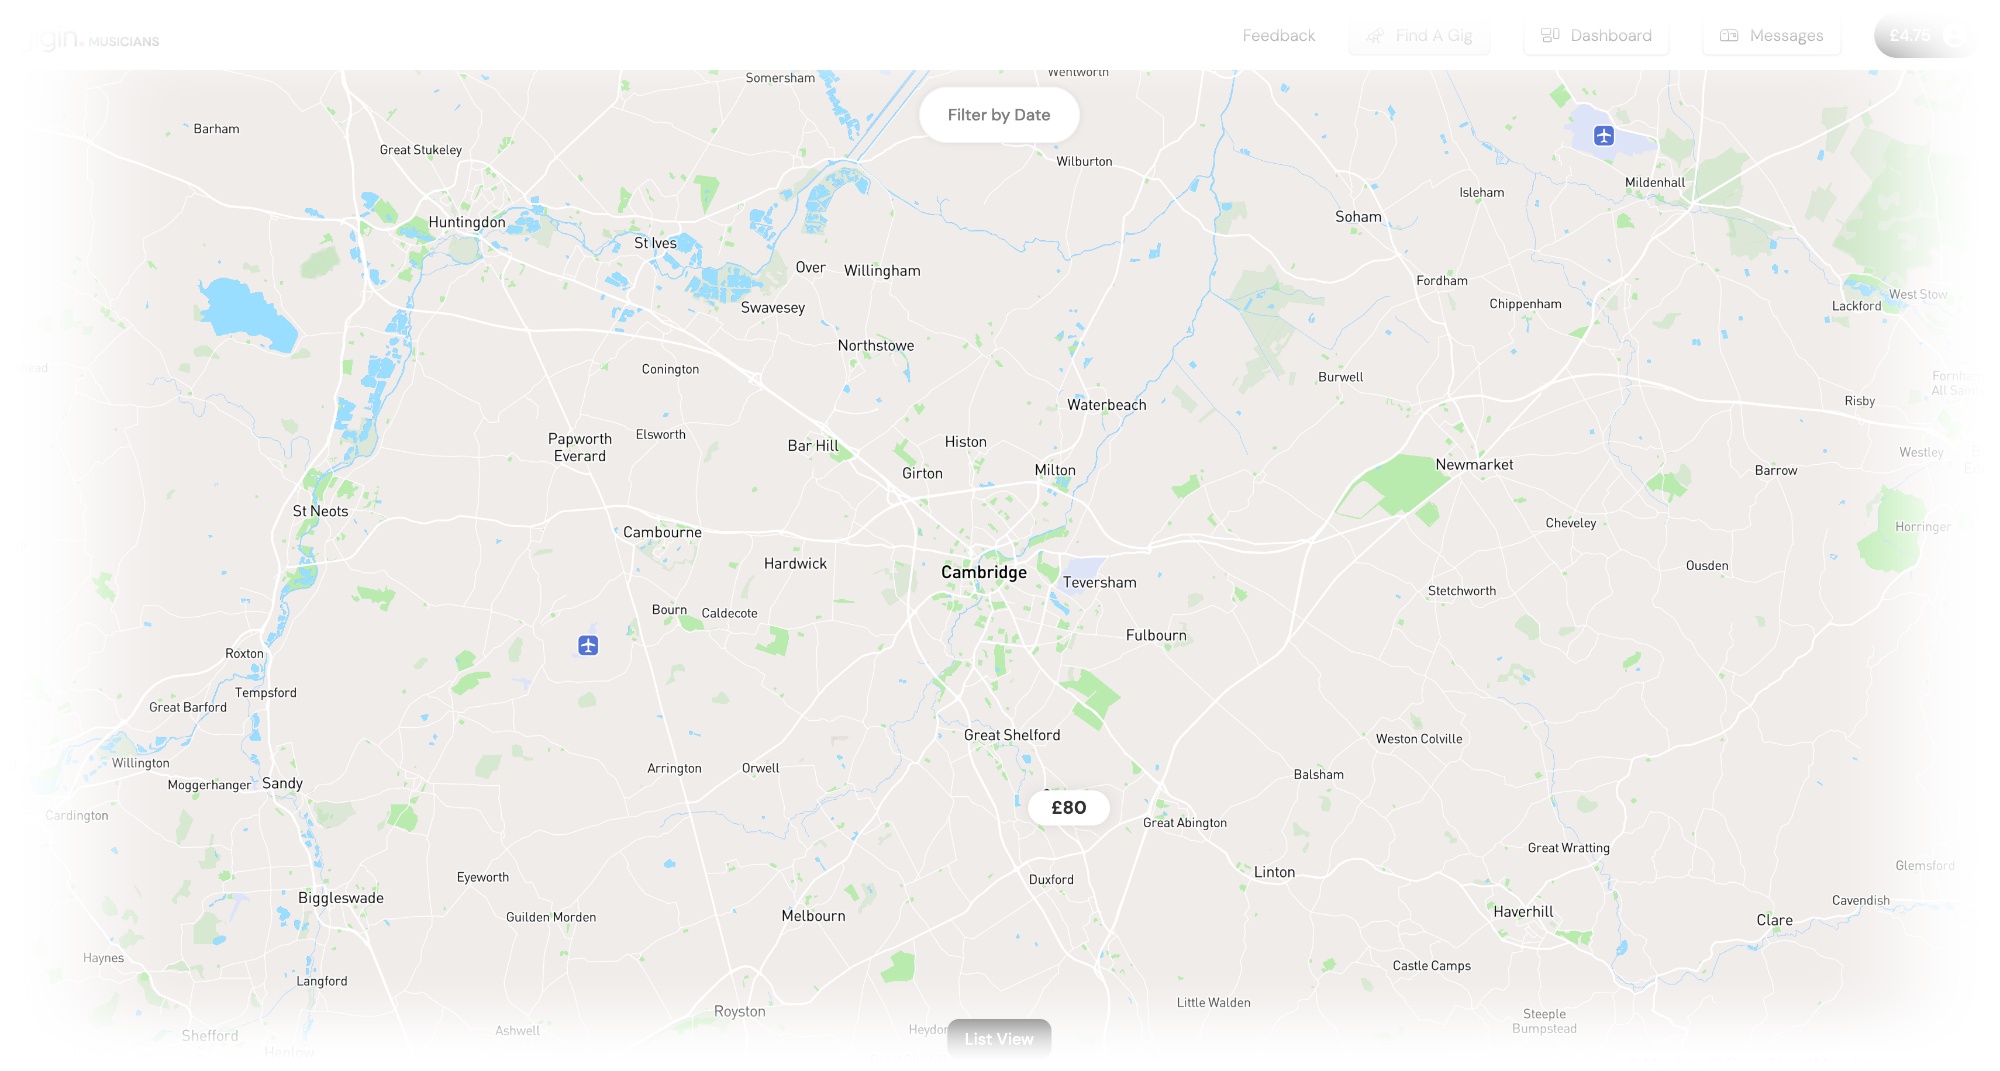 gigin. MUSICIANS
Feedback
Find A Gig
Dashboard
Messages
£4.75
Somersham
Wentworth
Filter by Date
Barham
Great Stukeley
Wilburton
Mildenhall
Isleham
Huntingdon
Soham
St Ives
Over
Willingham
Fordham
West Stow
Chippenham
Lackford
Swavesey
Northstowe
Conington
Burwell
Risby
Waterbeach
Papworth
Everard
Elsworth
Bar Hill
Histon
Girton
Milton
Newmarket
Westley
Barrow
St Neots
Cheveley
Horringer
Cambourne
Hardwick
Cambridge
Teversham
Ousden
Stetchworth
Bourn
Caldecote
Fulbourn
Roxton
Tempsford
Great Barford
Great Shelford
Weston Colville
Willington
Arrington
Orwell
Balsham
Moggerhanger
Sandy
£80
Cardington
Great Abington
Great Wratting
Glemsford
Eyeworth
Duxford
Linton
Biggleswade
Cavendish
Guilden Morden
Melbourn
Haverhill
Clare
Haynes
Castle Camps
Langford
Little Walden
Royston
Steeple
Bumpstead
Shefford
Ashwell
Heydon
List View
Henlow